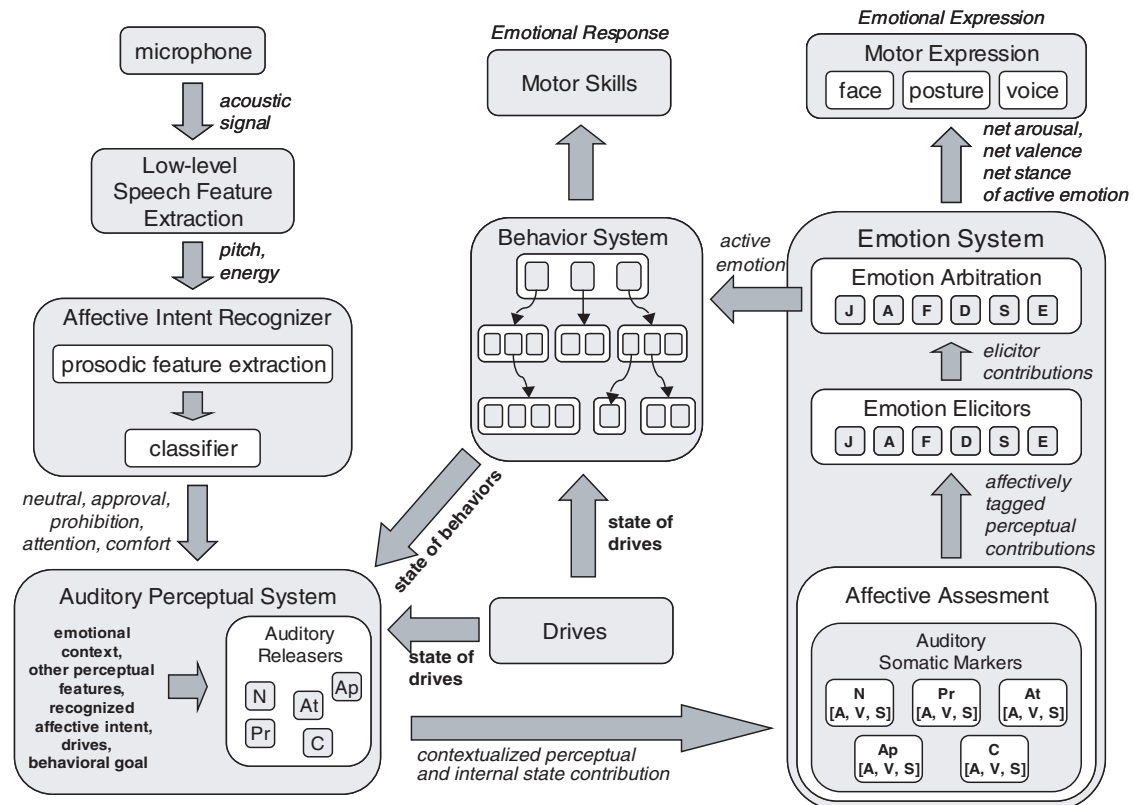 microphone
acoustic
signal
Low-level
Speech Feature
Extraction
pitch,
energy
Affective Intent Recognizer
prosodic feature extraction
classifier
neutral, approval,
prohibition,
attention, comfort
Auditory Perceptual System
emotional
context,
other perceptual
features,
recognized
affective intent,
drives,
behavioral goal
Auditory
Releasers
N
At
Ap
Pr
C
Emotional Response
Motor Skills
Behavior System
state of behaviors
state of
drives
Drives
state of
drives
contextualized perceptual
and internal state contribution
active
emotion
Emotional Expression
Motor Expression
face posture voice
net arousal,
net valence
net stance
of active emotion
Emotion System
Emotion Arbitration
J A F D S E
elicitor
contributions
Emotion Elicitors
J A F D S E
affectively
tagged
perceptual
contributions
Affective Assesment
Auditory
Somatic Markers
N
[A, V, S]
Pr
[A, V, S]
At
[A, V, S]
Ap
[A, V, S]
C
[A, V, S]